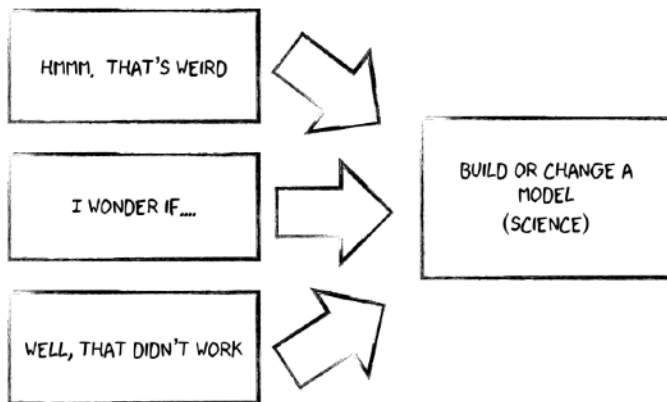 HMMM, THAT'S WEIRD
I WONDER IF....
WELL, THAT DIDN'T WORK
BUILD OR CHANGE A
MODEL
(SCIENCE)